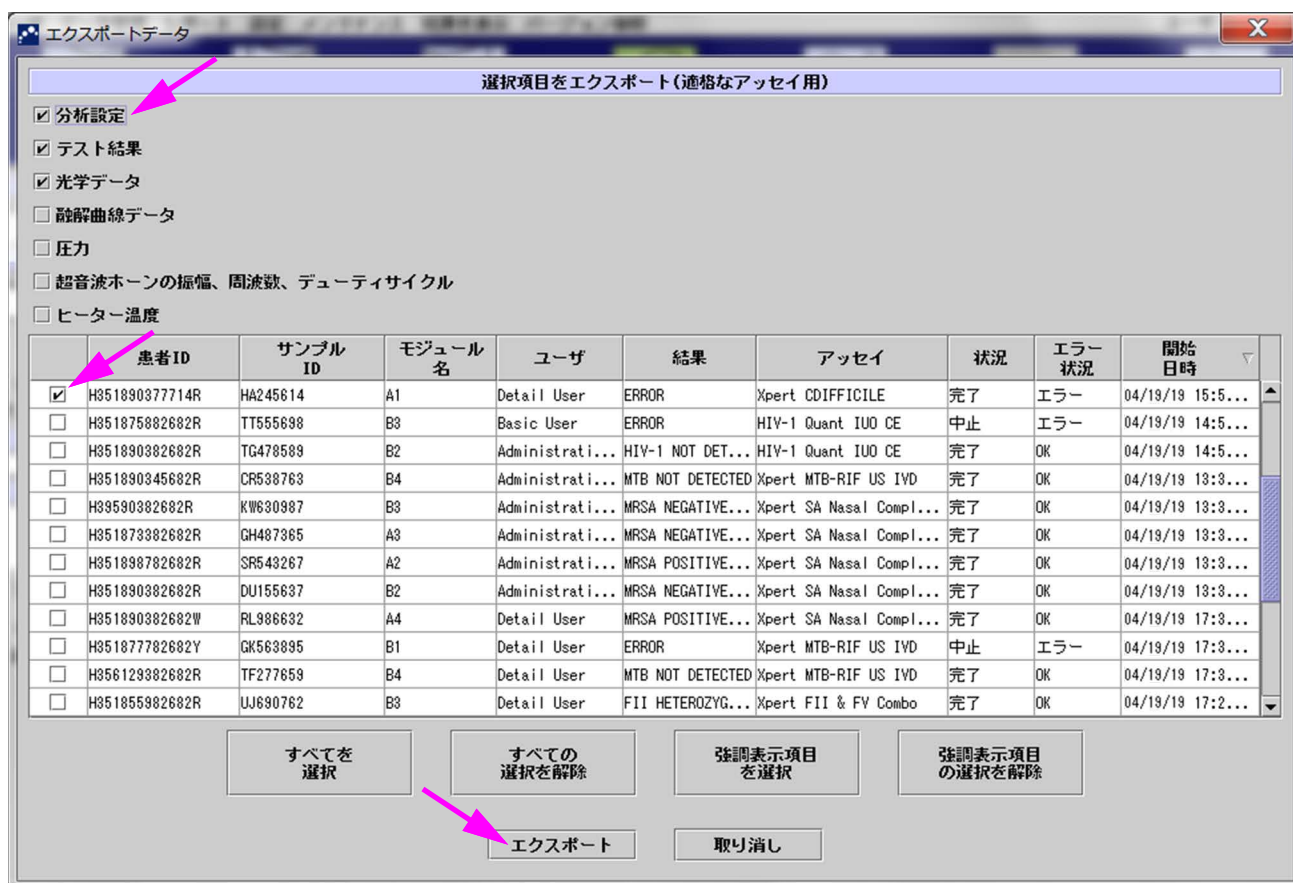 エクスポートデータ
選択項目をエクスポート(適格なアッセイ用)
分析設定
テスト結果
光学データ
融解曲線データ
圧力
超音波ホーンの振幅、周波数、デューティサイクル
ヒーター温度
患者ID サンプル ID モジュール 名 ユーザ 結果 アッセイ 状況 エラー 状況 開始 日時
H351890377714R HA245614 A1 Detail User ERROR Xpert CDIFFICILE 完了 エラー 04/19/19 15:5...
H351875882682R TT555698 B3 Basic User ERROR HIV-1 Quant IUO CE 中止 エラー 04/19/19 14:5...
H351890382682R TG478589 B2 Administrati... HIV-1 NOT DET... HIV-1 Quant IUO CE 完了 OK 04/19/19 14:5...
H351890345682R CR538763 B4 Administrati... MTB NOT DETECTED Xpert MTB-RIF US IVD 完了 OK 04/19/19 13:3...
H39590382682R KW630987 B3 Administrati... MRSA NEGATIVE... Xpert SA Nasal Compl... 完了 OK 04/19/19 13:3...
H351873382682R GH487365 A3 Administrati... MRSA NEGATIVE... Xpert SA Nasal Compl... 完了 OK 04/19/19 13:3...
H351898782682R SR543267 A2 Administrati... MRSA POSITIVE... Xpert SA Nasal Compl... 完了 OK 04/19/19 13:3...
H351890382682R DU155637 B2 Administrati... MRSA NEGATIVE... Xpert SA Nasal Compl... 完了 OK 04/19/19 13:3...
H351890382682W RL986632 A4 Detail User MRSA POSITIVE... Xpert SA Nasal Compl... 完了 OK 04/19/19 17:3...
H351877782682Y GK563895 B1 Detail User ERROR Xpert MTB-RIF US IVD 中止 エラー 04/19/19 17:3...
H356129382682R TF277659 B4 Detail User MTB NOT DETECTED Xpert MTB-RIF US IVD 完了 OK 04/19/19 17:3...
H351855982682R UJ690762 B3 Detail User FII HETEROZYG... Xpert FII & FV Combo 完了 OK 04/19/19 17:2...
すべてを 選択 すべての 選択を解除 強調表示項目 を選択 強調表示項目 の選択を解除
エクスポート 取り消し